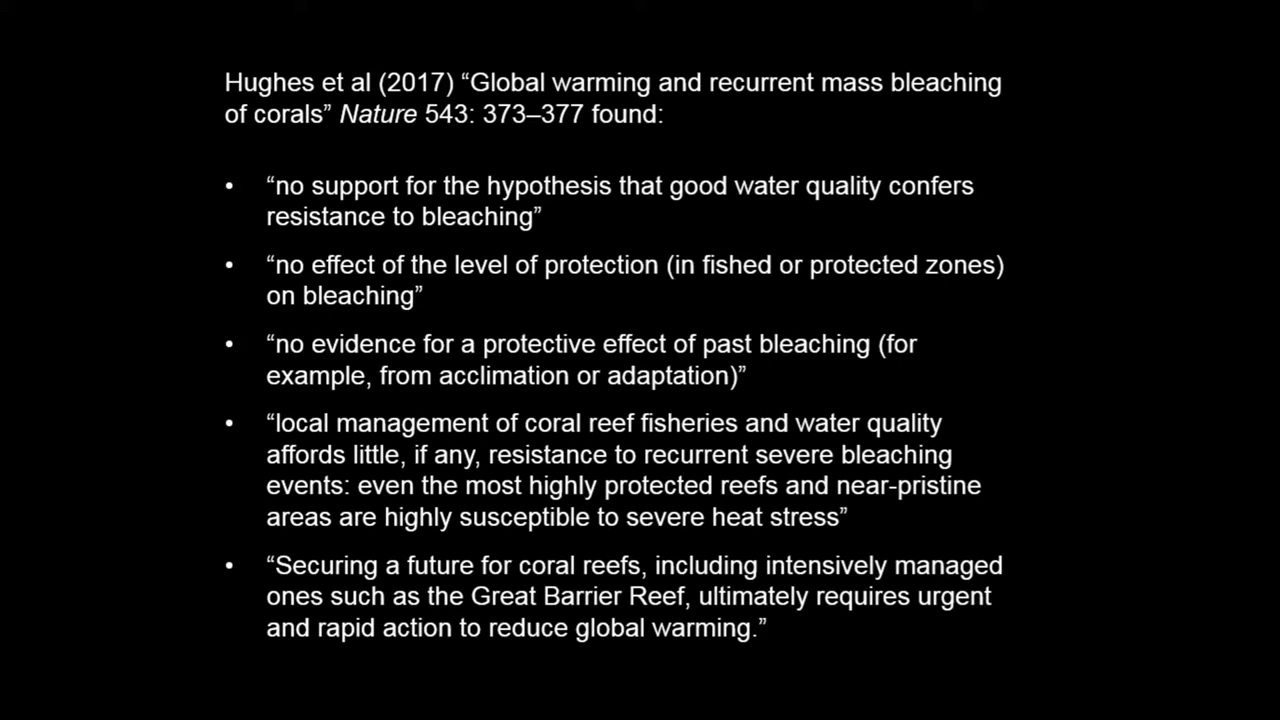 Hughes et al (2017) “Global warming and recurrent mass bleaching
of corals” Nature 543: 373–377 found:
• “no support for the hypothesis that good water quality confers
resistance to bleaching”
• “no effect of the level of protection (in fished or protected zones)
on bleaching”
• “no evidence for a protective effect of past bleaching (for
example, from acclimation or adaptation)”
• “local management of coral reef fisheries and water quality
affords little, if any, resistance to recurrent severe bleaching
events: even the most highly protected reefs and near-pristine
areas are highly susceptible to severe heat stress”
• “Securing a future for coral reefs, including intensively managed
ones such as the Great Barrier Reef, ultimately requires urgent
and rapid action to reduce global warming.”